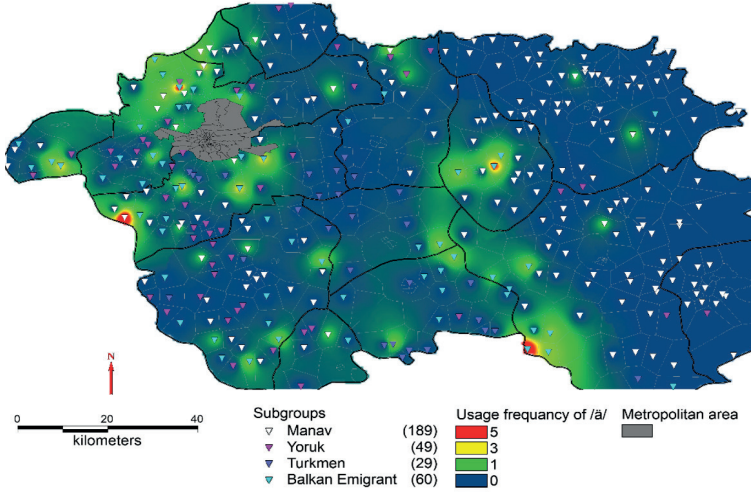 N
0 20 40
kilometers
Subgroups
Manav (189)
Yoruk (49)
Turkmen (29)
Balkan Emigrant (60)
Usage frequancy of /ä/
5
3
1
0
Metropolitan area